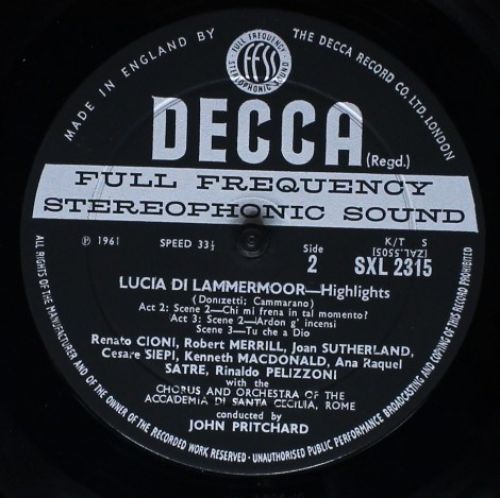 MADE IN ENGLAND BY
THE DECCA RECORD CO., LTD., LONDON
FULL FREQUENCY
STEREOPHONIC SOUND
FFSS
DECCA (Regd.)
FULL FREQUENCY
STEREOPHONIC SOUND
℗ 1961 SPEED 33⅓ Side 2 K/T S
SXL 2315
LUCIA DI LAMMERMOOR—Highlights
(Donizetti; Cammarano)
Act 2: Scene 2—Chi mi frena in tal momento?
Act 3: Scene 2—Ardon g' incensi
Scene 3—Tu che a Dio
Renato CIONI, Robert MERRILL, Joan SUTHERLAND,
Cesare SIEPI, Kenneth MACDONALD, Ana Raquel
SATRE, Rinaldo PELIZZONI
with the
CHORUS AND ORCHESTRA OF THE
ACCADEMIA DI SANTA CECILIA, ROME
conducted by
JOHN PRITCHARD
ALL RIGHTS OF THE MANUFACTURER AND OF THE OWNER OF THE RECORDED WORK RESERVED · UNAUTHORISED PUBLIC PERFORMANCE BROADCASTING AND COPYING OF THIS RECORD PROHIBITED